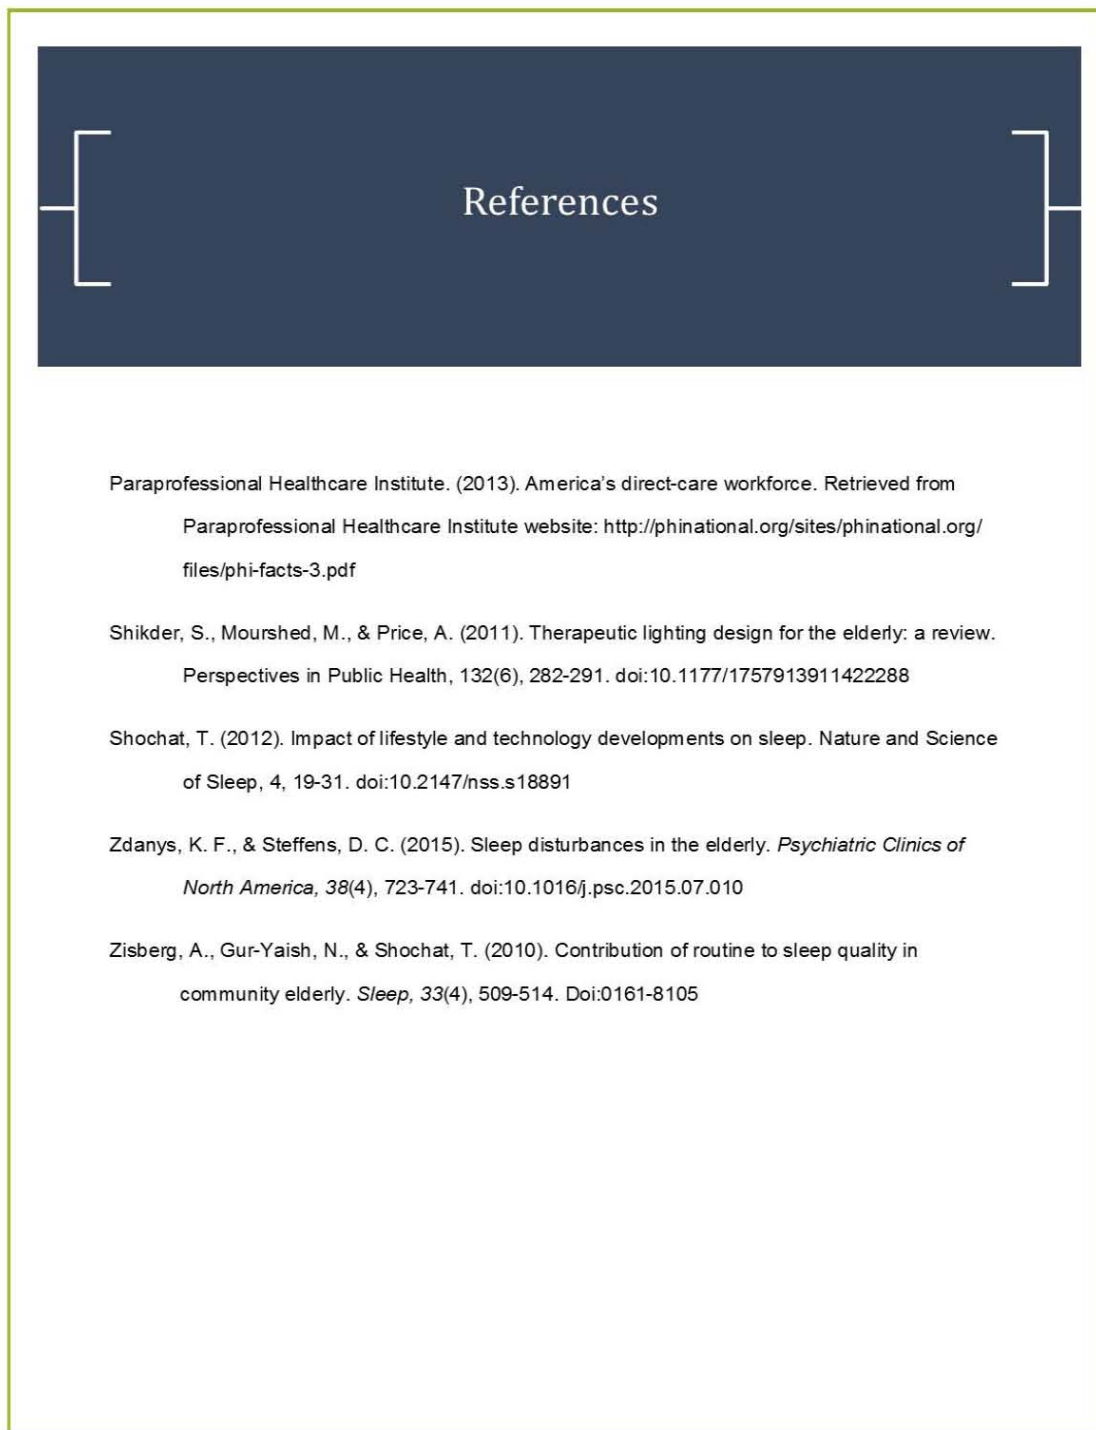 References
Paraprofessional Healthcare Institute. (2013). America’s direct-care workforce. Retrieved from
Paraprofessional Healthcare Institute website: http://phinational.org/sites/phinational.org/
files/phi-facts-3.pdf
Shikder, S., Mourshed, M., & Price, A. (2011). Therapeutic lighting design for the elderly: a review.
Perspectives in Public Health, 132(6), 282-291. doi:10.1177/1757913911422288
Shochat, T. (2012). Impact of lifestyle and technology developments on sleep. Nature and Science
of Sleep, 4, 19-31. doi:10.2147/nss.s18891
Zdanys, K. F., & Steffens, D. C. (2015). Sleep disturbances in the elderly. Psychiatric Clinics of
North America, 38(4), 723-741. doi:10.1016/j.psc.2015.07.010
Zisberg, A., Gur-Yaish, N., & Shochat, T. (2010). Contribution of routine to sleep quality in
community elderly. Sleep, 33(4), 509-514. Doi:0161-8105